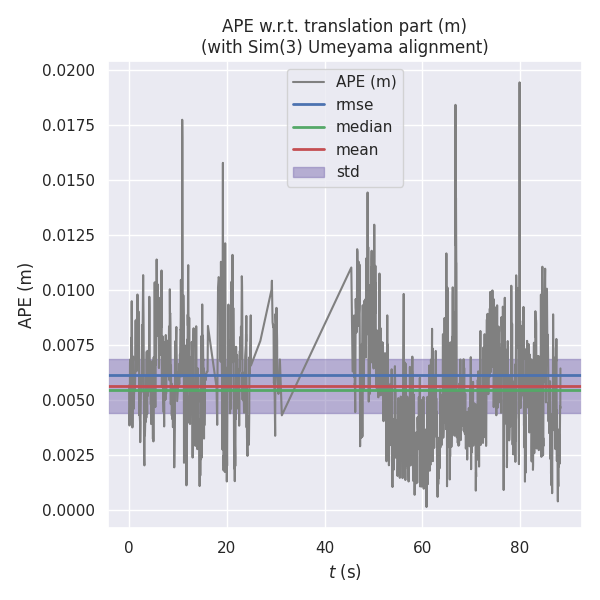 APE w.r.t. translation part (m)
(with Sim(3) Umeyama alignment)
APE (m)
rmse
median
mean
std
0.0200
0.0175
0.0150
0.0125
0.0100
0.0075
0.0050
0.0025
0.0000
APE (m)
0 20 40 60 80
t (s)